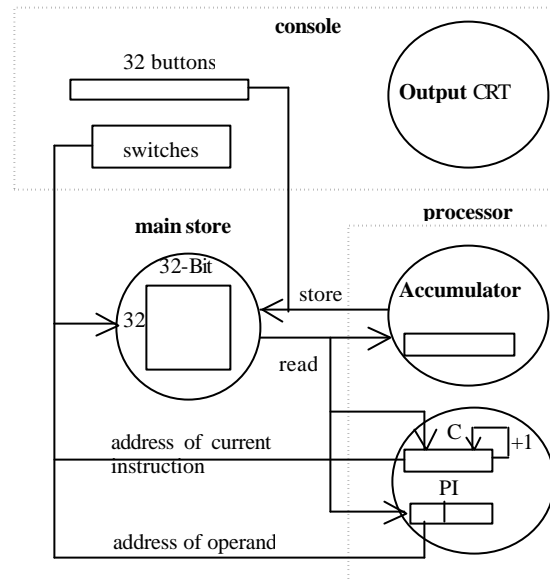 console
32 buttons
Output CRT
switches
processor
main store
32-Bit
store
Accumulator
32
read
C
+1
address of current
instruction
PI
address of operand